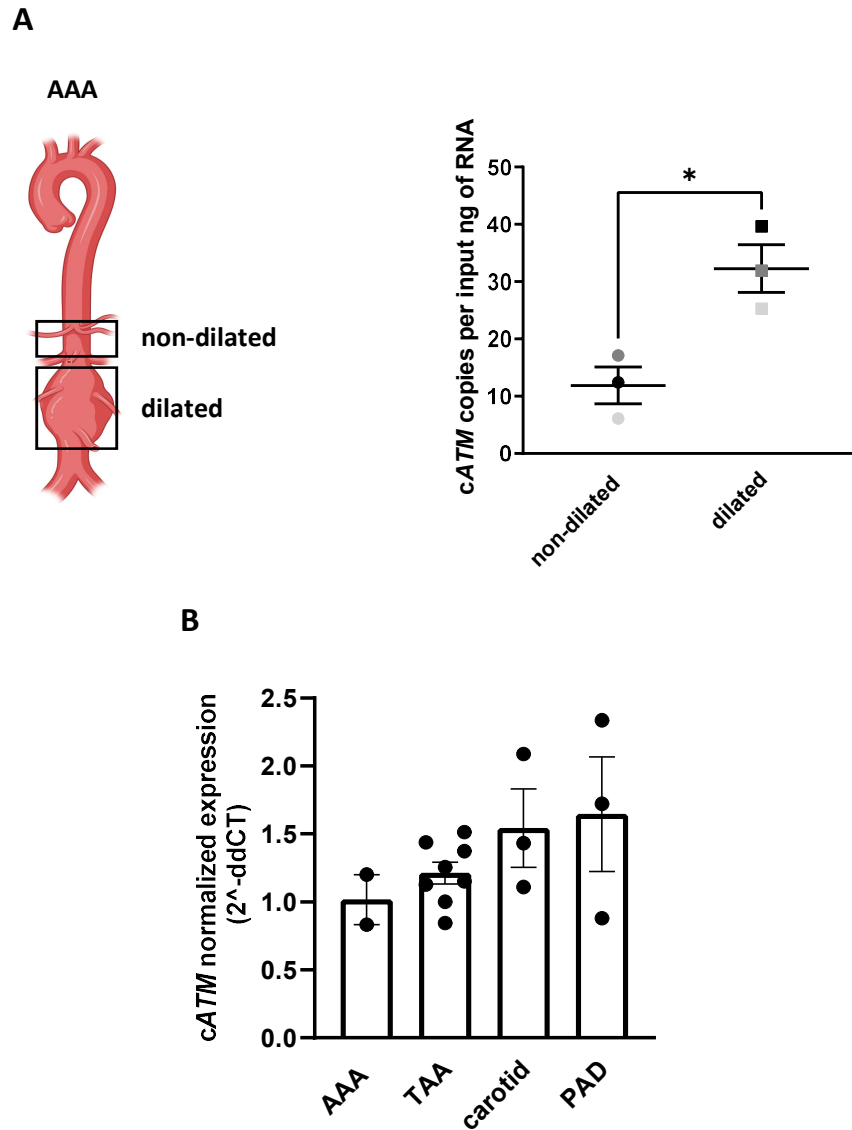 A
AAA
non-dilated
dilated
cATM copies per input ng of RNA
50
40
30
20
10
0
*
non-dilated
dilated
B
cATM normalized expression
(2^-ddCT)
2.5
2.0
1.5
1.0
0.5
0.0
AAA
TAA
carotid
PAD